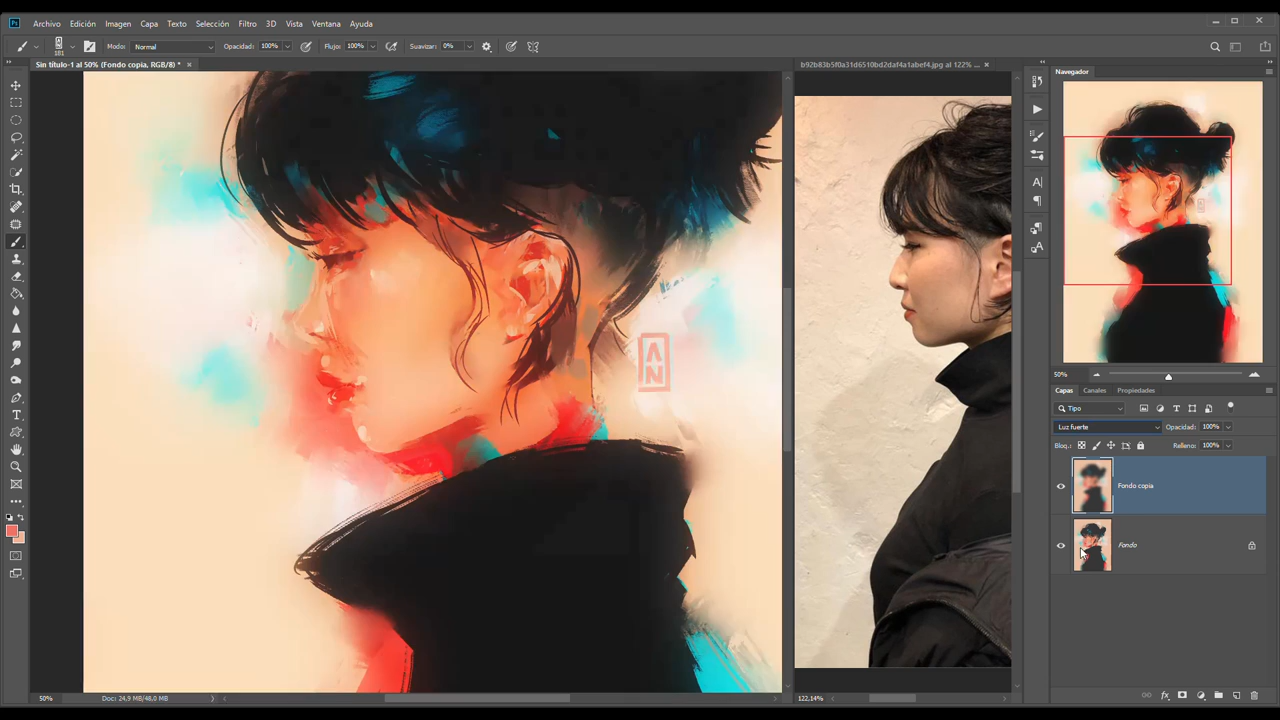 Ps Archivo Edición Imagen Capa Texto Selección Filtro 3D Vista Ventana Ayuda
181 Modo: Normal Opacidad: 100% Flujo: 100% Suavizar: 0%
Sin título-1 al 50% (Fondo copia, RGB/8) * ×
b92b83b5f0a31d6510bd2daf4a1abef4.jpg al 122% ... ×
Navegador
AN
50%
Capas Canales Propiedades
Tipo
Luz fuerte Opacidad: 100%
Bloq.: Relleno: 100%
Fondo copia
Fondo
50% Doc: 24,9 MB/48,0 MB
122,14%